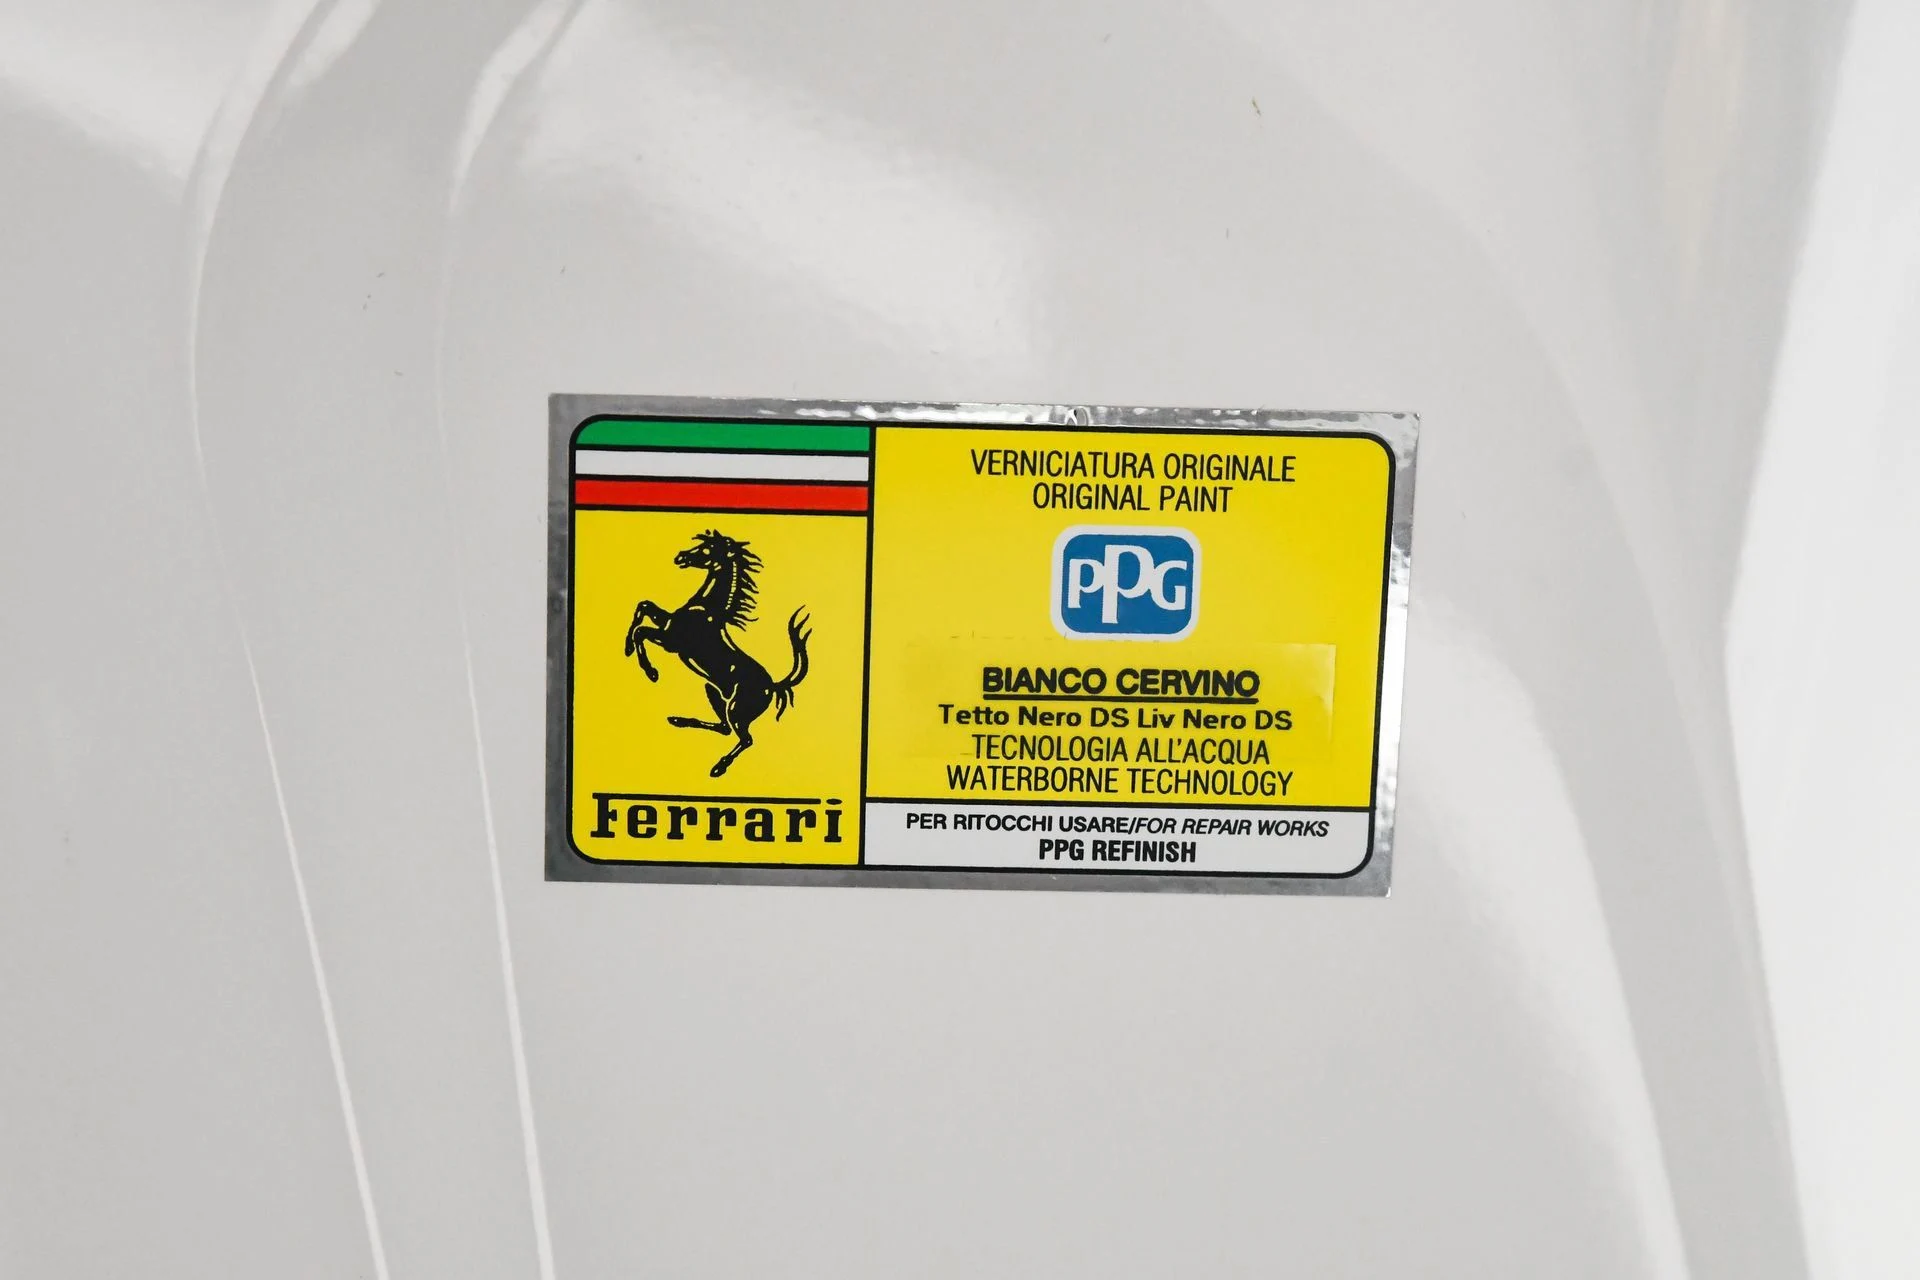 Ferrari
VERNICIATURA ORIGINALE
ORIGINAL PAINT
PPG
BIANCO CERVINO
Tetto Nero DS Liv Nero DS
TECNOLOGIA ALL'ACQUA
WATERBORNE TECHNOLOGY
PER RITOCCHI USARE/FOR REPAIR WORKS
PPG REFINISH